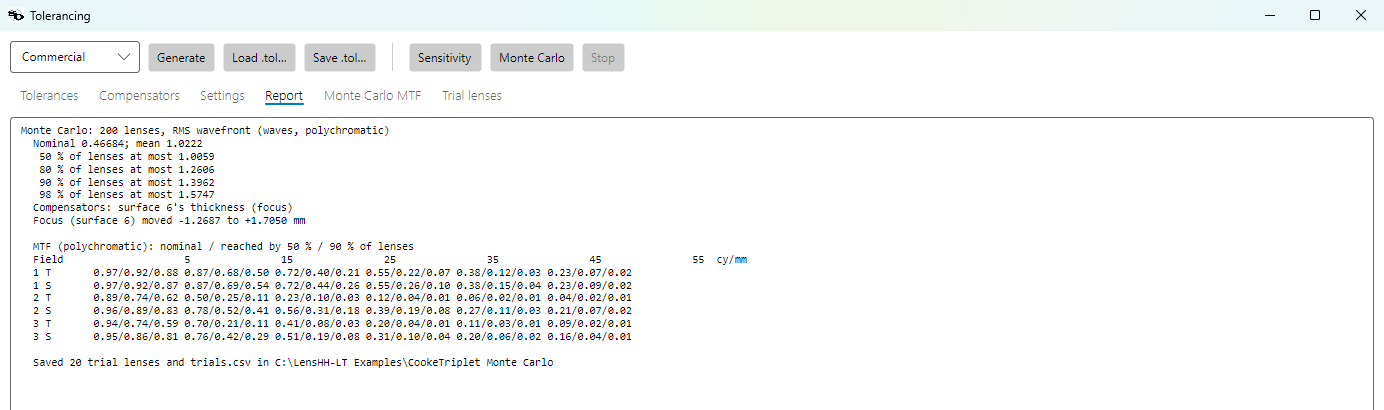 Tolerancing
Commercial Generate Load .tol... Save .tol... Sensitivity Monte Carlo Stop
Tolerances Compensators Settings Report Monte Carlo MTF Trial lenses
Monte Carlo: 200 lenses, RMS wavefront (waves, polychromatic)
Nominal 0.46684; mean 1.0222
50 % of lenses at most 1.0059
80 % of lenses at most 1.2606
90 % of lenses at most 1.3962
98 % of lenses at most 1.5747
Compensators: surface 6's thickness (focus)
Focus (surface 6) moved -1.2687 to +1.7050 mm
MTF (polychromatic): nominal / reached by 50 % / 90 % of lenses
Field 5 15 25 35 45 55 cy/mm
1 T 0.97/0.92/0.88 0.87/0.68/0.50 0.72/0.40/0.21 0.55/0.22/0.07 0.38/0.12/0.03 0.23/0.07/0.02
1 S 0.97/0.92/0.87 0.87/0.69/0.54 0.72/0.44/0.26 0.55/0.26/0.10 0.38/0.15/0.04 0.23/0.09/0.02
2 T 0.89/0.74/0.62 0.50/0.25/0.11 0.23/0.10/0.03 0.12/0.04/0.01 0.06/0.02/0.01 0.04/0.02/0.01
2 S 0.96/0.89/0.83 0.78/0.52/0.41 0.56/0.31/0.18 0.39/0.19/0.08 0.27/0.11/0.03 0.21/0.07/0.02
3 T 0.94/0.74/0.59 0.70/0.21/0.11 0.41/0.08/0.03 0.20/0.04/0.01 0.11/0.03/0.01 0.09/0.02/0.01
3 S 0.95/0.86/0.81 0.76/0.42/0.29 0.51/0.19/0.08 0.31/0.10/0.04 0.20/0.06/0.02 0.16/0.04/0.01
Saved 20 trial lenses and trials.csv in C:\LensHH-LT Examples\CookeTriplet Monte Carlo